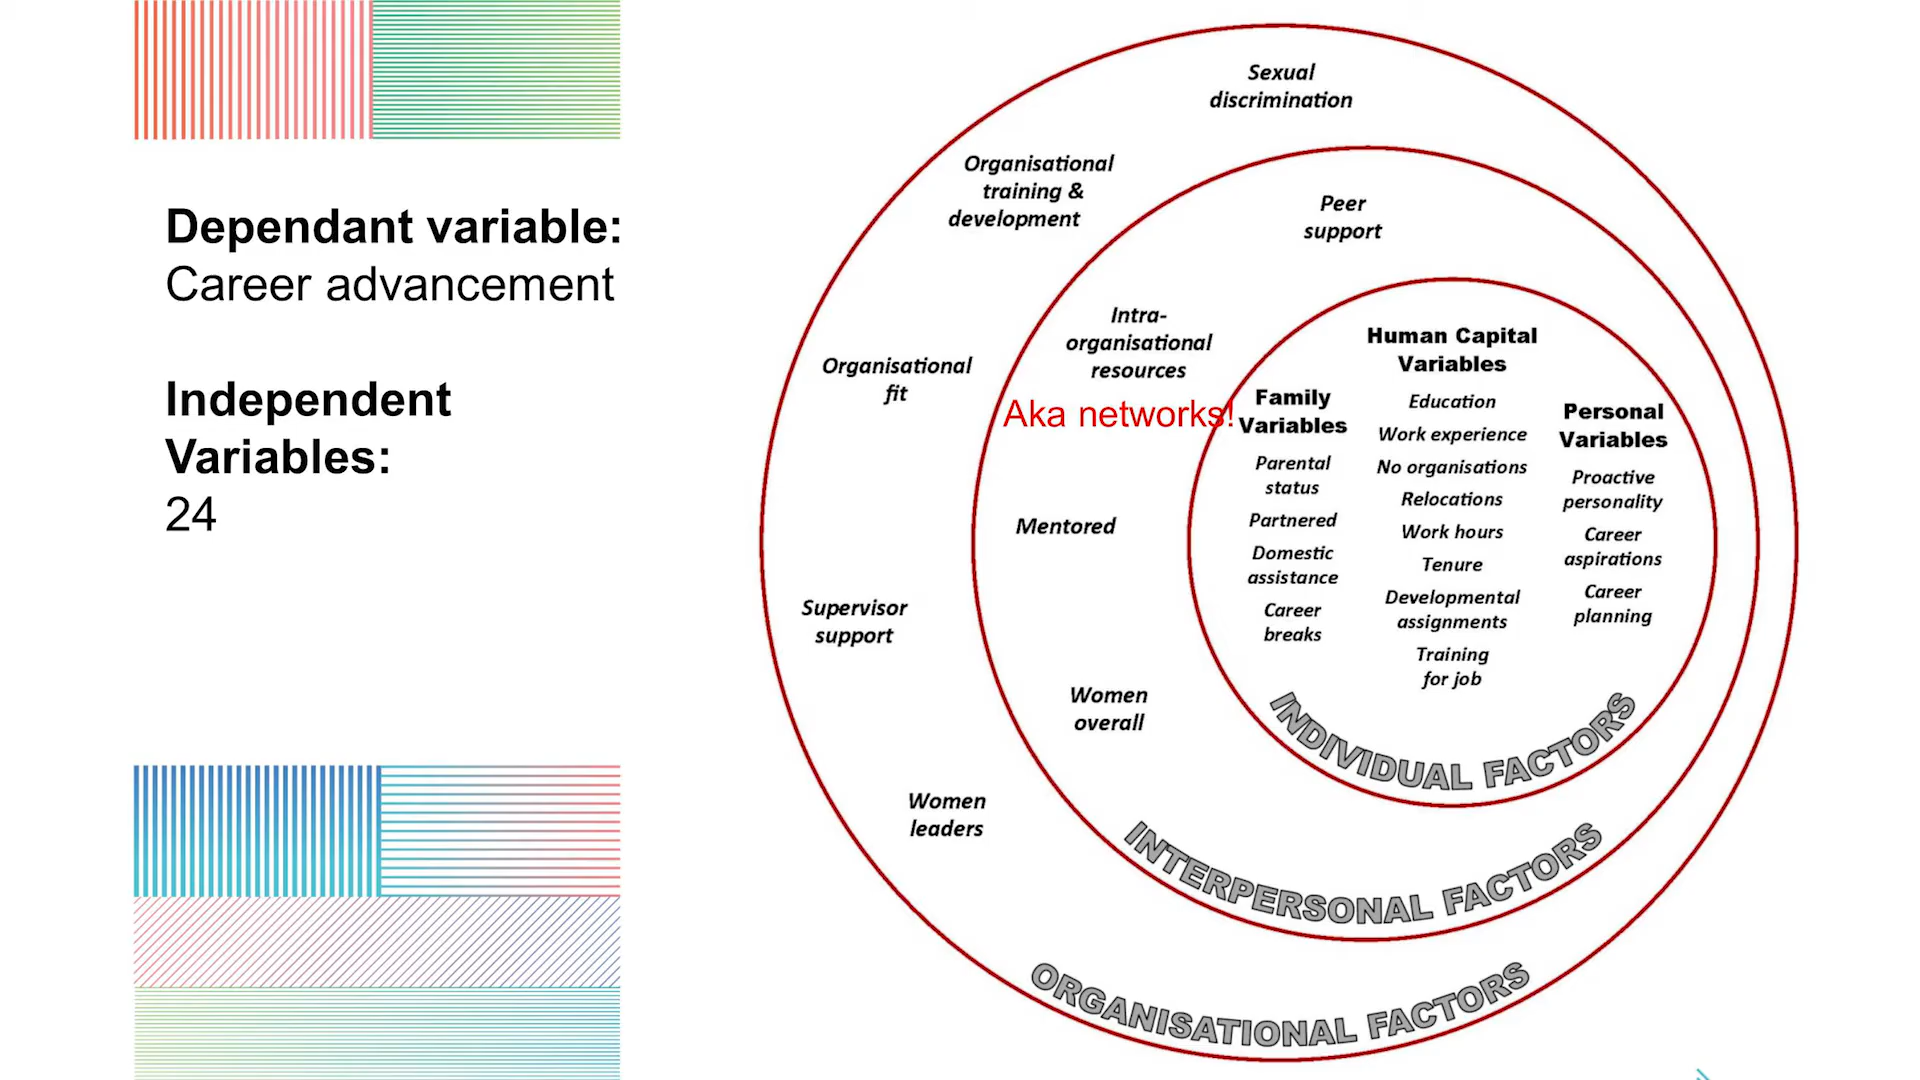 Dependant variable:
Career advancement
Independent
Variables:
24
Sexual
discrimination
Organisational
training &
development
Organisational
fit
Supervisor
support
Women
leaders
Peer
support
Intra-
organisational
resources
Aka networks!
Mentored
Women
overall
Family
Variables
Parental
status
Partnered
Domestic
assistance
Career
breaks
Human Capital
Variables
Education
Work experience
No organisations
Relocations
Work hours
Tenure
Developmental
assignments
Training
for job
Personal
Variables
Proactive
personality
Career
aspirations
Career
planning
INDIVIDUAL FACTORS
INTERPERSONAL FACTORS
ORGANISATIONAL FACTORS